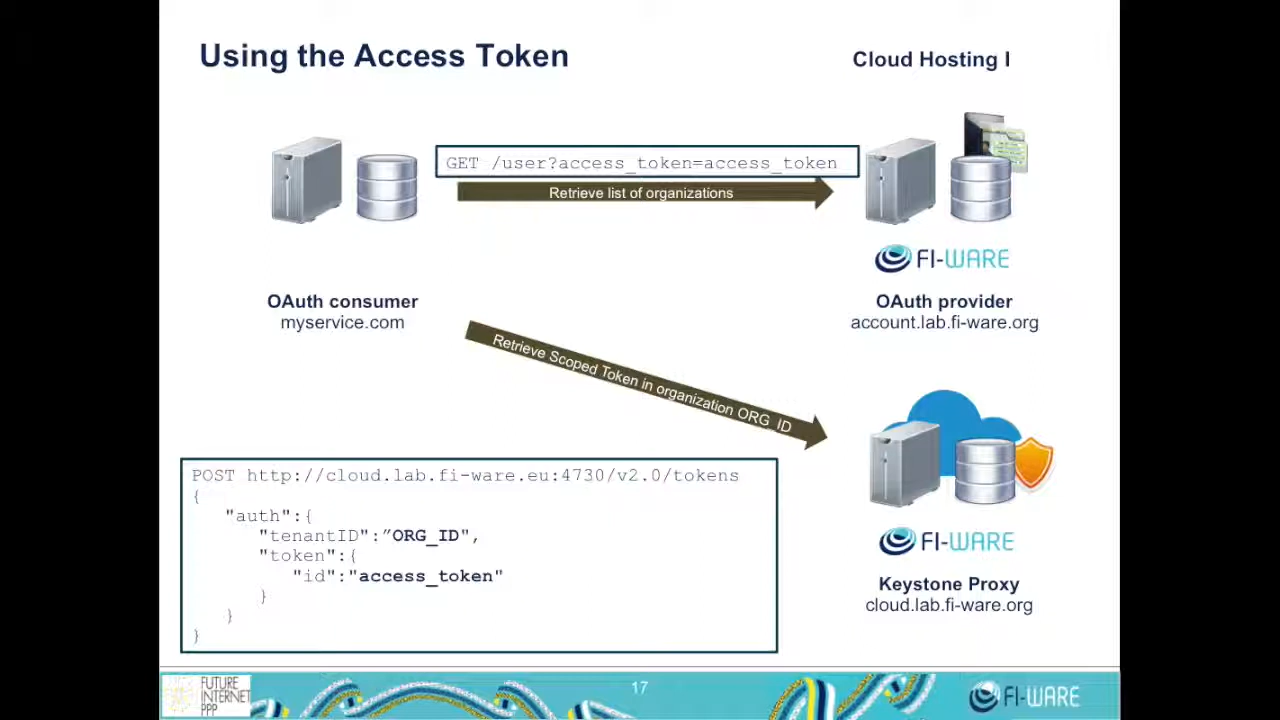 Using the Access Token
Cloud Hosting I
GET /user?access_token=access_token
Retrieve list of organizations
FI-WARE
OAuth consumer
myservice.com
OAuth provider
account.lab.fi-ware.org
Retrieve Scoped Token in organization ORG_ID
POST http://cloud.lab.fi-ware.eu:4730/v2.0/tokens
{
"auth":{
"tenantID":”ORG_ID",
"token":{
"id":"access_token"
}
}
}
FI-WARE
Keystone Proxy
cloud.lab.fi-ware.org
FUTURE
INTERNET
PPP
17
FI-WARE